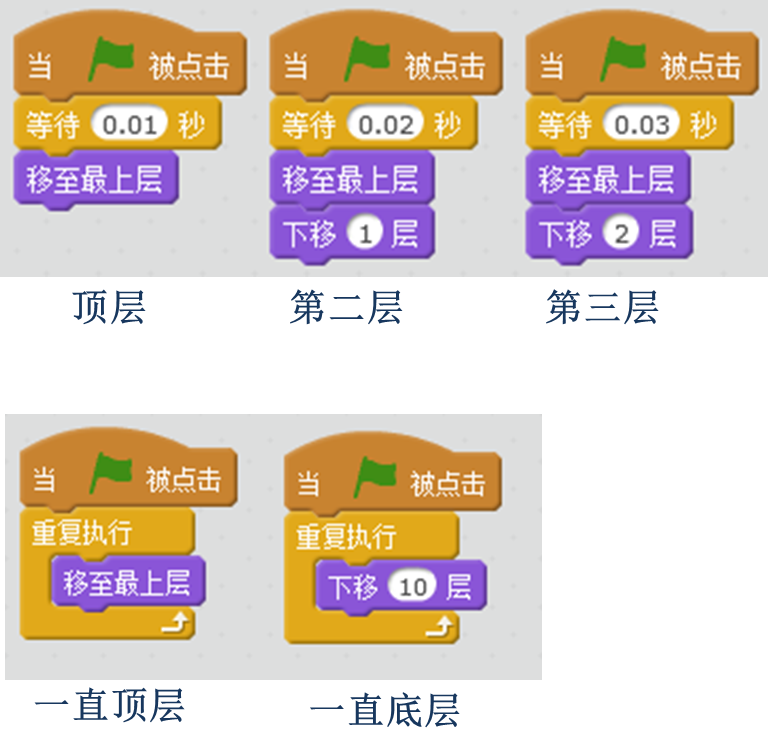 当 被点击 当 被点击 当 被点击
等待 0.01 秒 等待 0.02 秒 等待 0.03 秒
移至最上层 移至最上层 移至最上层
下移 1 层 下移 2 层
顶层 第二层 第三层
当 被点击 当 被点击
重复执行 重复执行
移至最上层 下移 10 层
一直顶层 一直底层